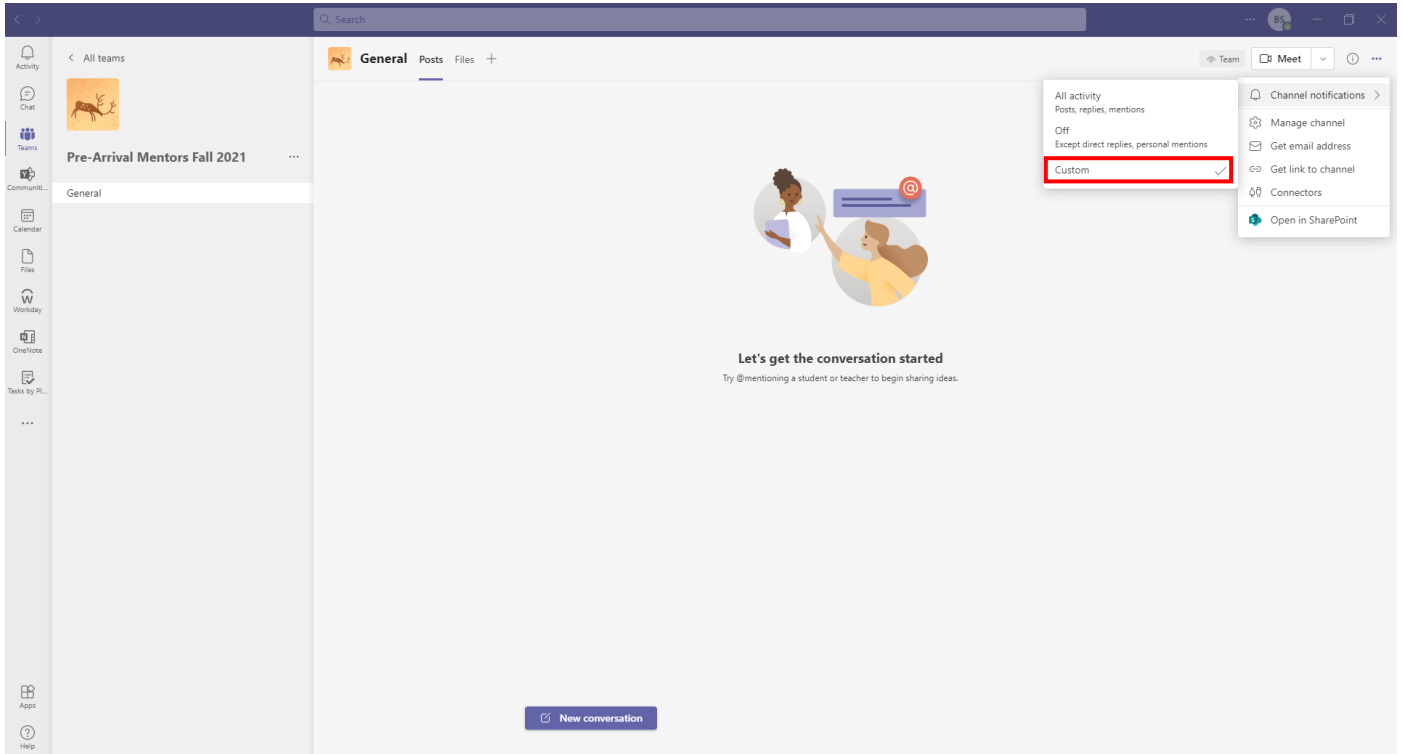 Search
BS
Activity
Chat
Teams
Communiti...
Calendar
Files
Workday
OneNote
Tasks by Pl...
Apps
Help
All teams
Pre-Arrival Mentors Fall 2021
General
General Posts Files
Team
Meet
All activity
Posts, replies, mentions
Off
Except direct replies, personal mentions
Custom
Channel notifications
Manage channel
Get email address
Get link to channel
Connectors
Open in SharePoint
@
Let's get the conversation started
Try @mentioning a student or teacher to begin sharing ideas.
New conversation